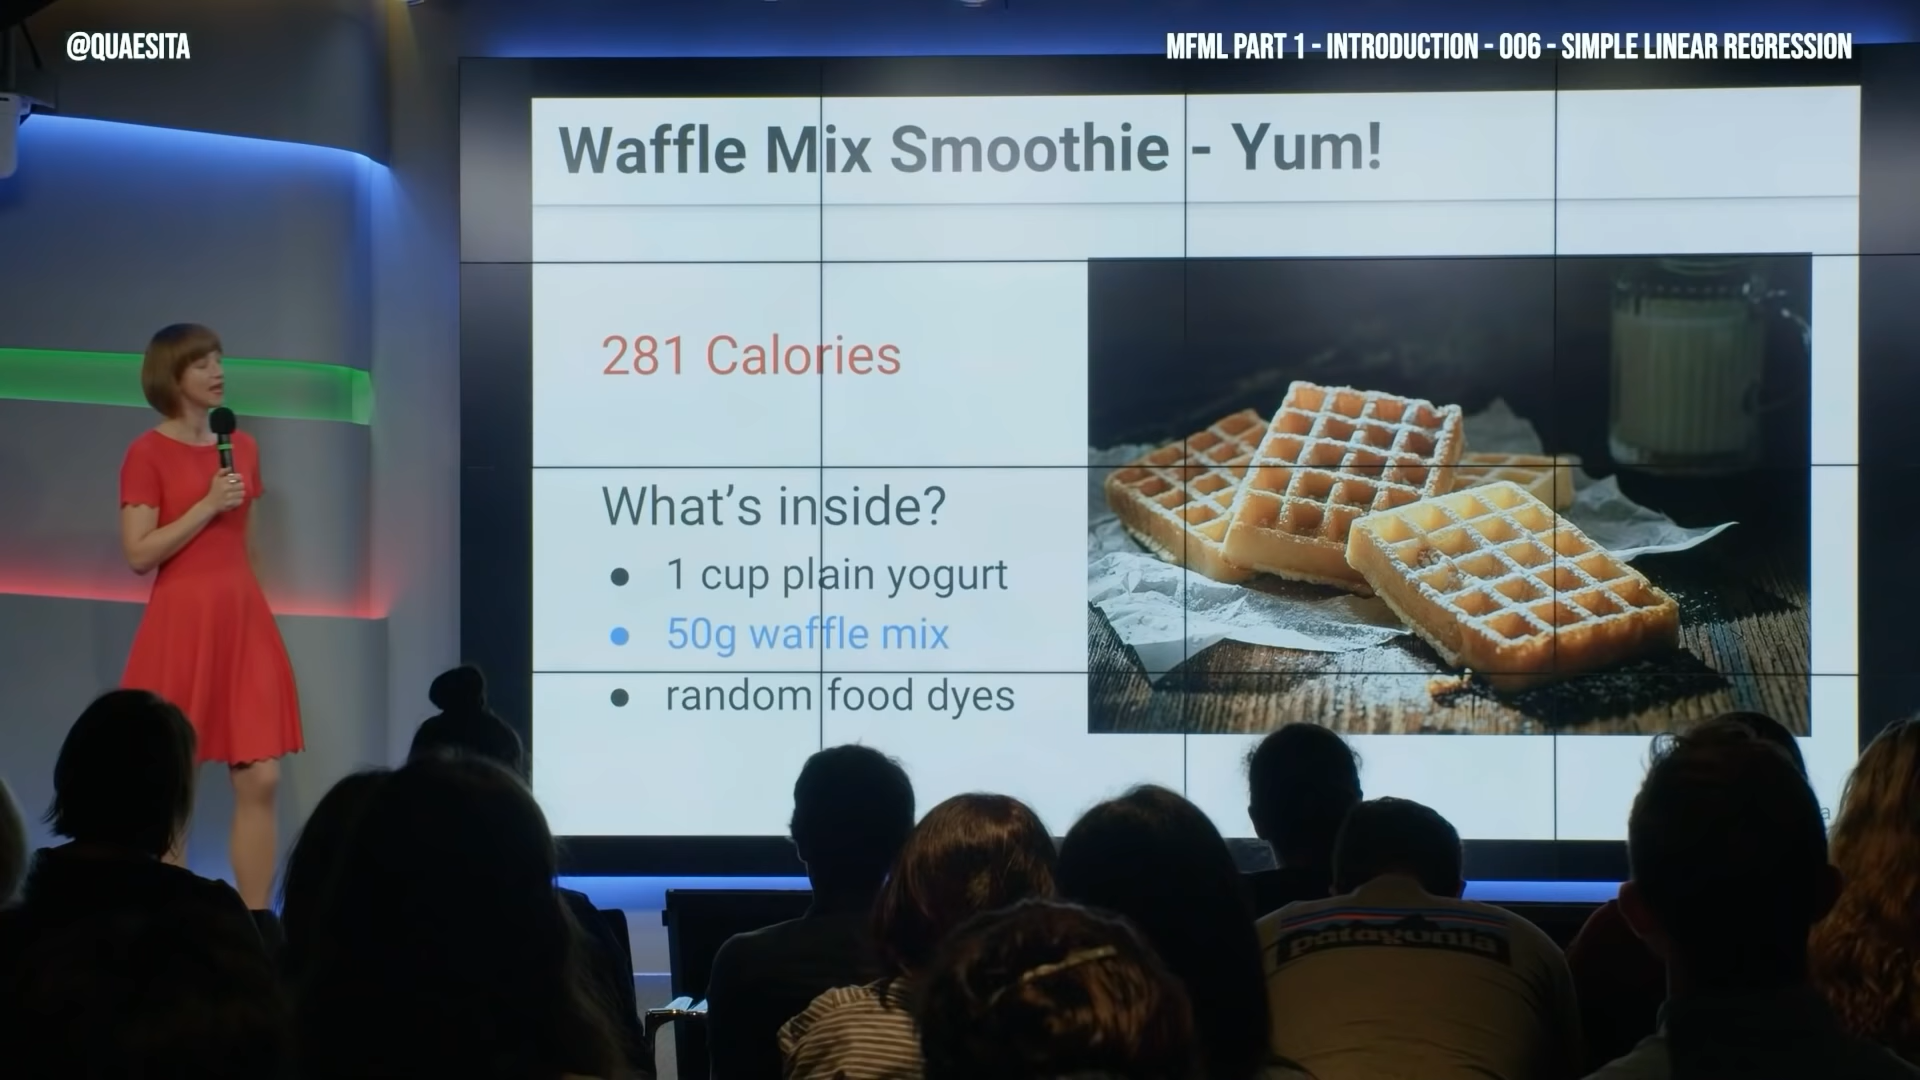 @QUAESITA
MFML PART 1 - INTRODUCTION - 006 - SIMPLE LINEAR REGRESSION
Waffle Mix Smoothie - Yum!
281 Calories
What's inside?
● 1 cup plain yogurt
● 50g waffle mix
● random food dyes
patagonia